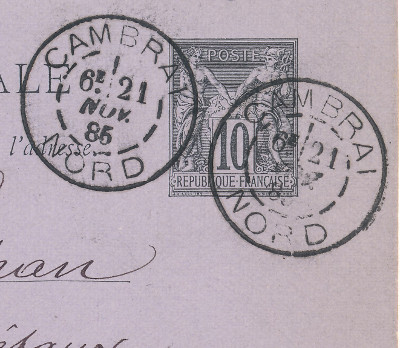 CAMBRAI
6E 21
NOV.
85
NORD
POSTE
10
REPUBLIQUE FRANÇAISE
CAMBRAI
6E 21
NORD
ALE
l'adresse